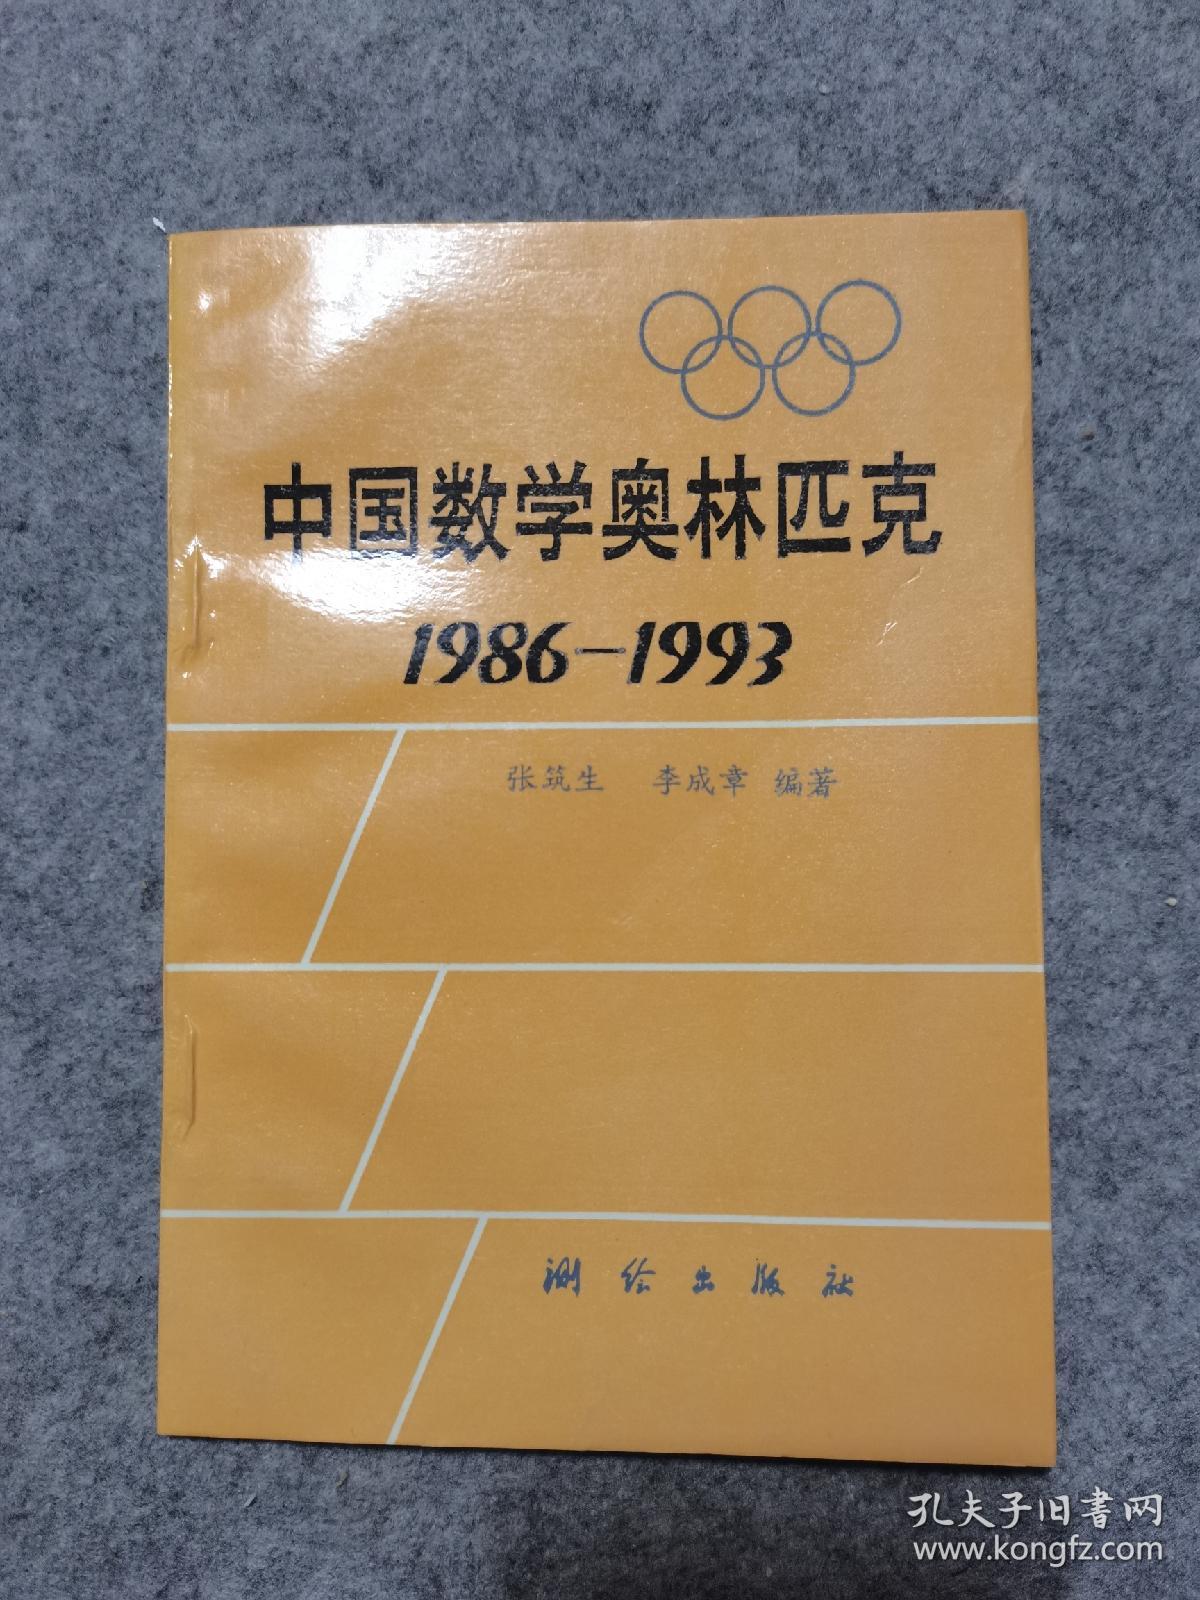 中国数学奥林匹克
1986—1993
张筑生 李成章 编著
测绘出版社
孔夫子旧书网
www.kongfz.com